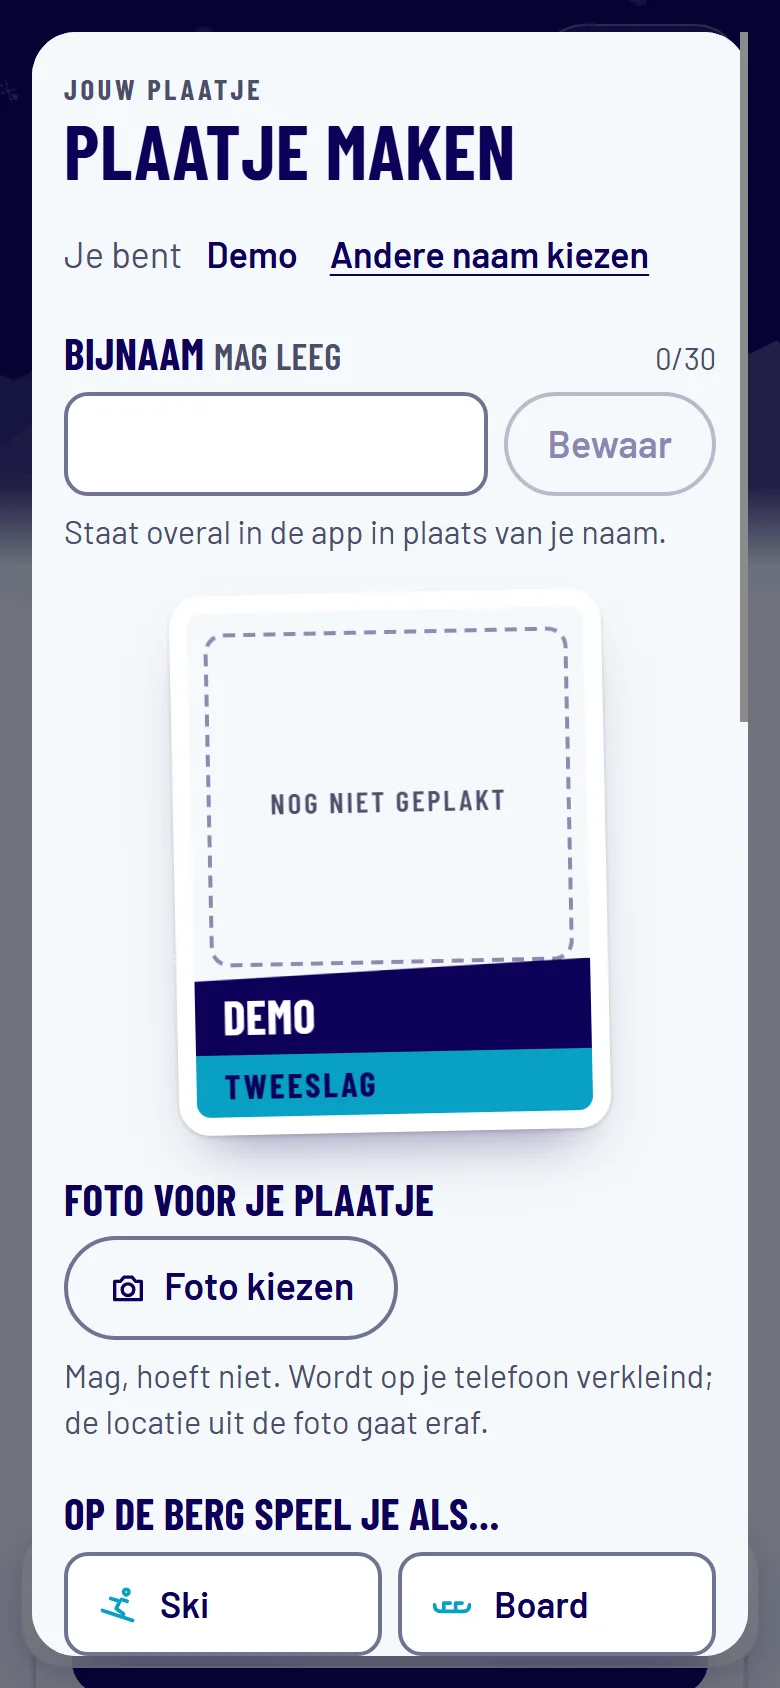 JOUW PLAATJE
PLAATJE MAKEN
Je bent Demo Andere naam kiezen
BIJNAAM MAG LEEG 0/30
Bewaar
Staat overal in de app in plaats van je naam.
NOG NIET GEPLAKT
DEMO
TWEESLAG
FOTO VOOR JE PLAATJE
Foto kiezen
Mag, hoeft niet. Wordt op je telefoon verkleind;
de locatie uit de foto gaat eraf.
OP DE BERG SPEEL JE ALS...
Ski Board